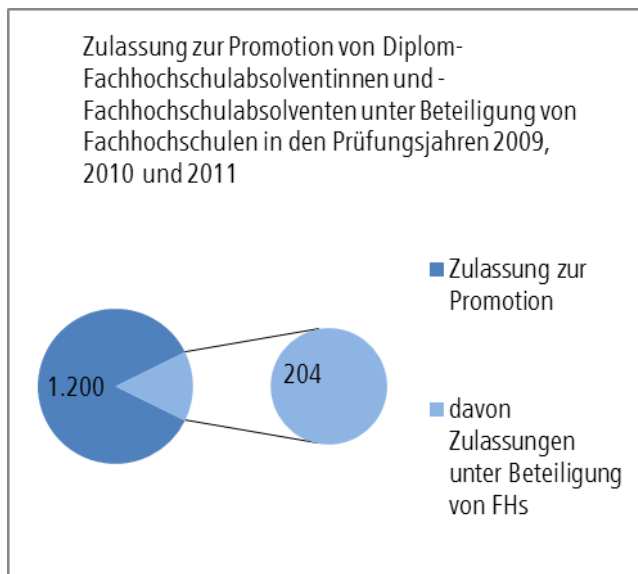 Zulassung zur Promotion von Diplom-
Fachhochschulabsolventinnen und -
Fachhochschulabsolventen unter Beteiligung von
Fachhochschulen in den Prüfungsjahren 2009,
2010 und 2011
1.200
204
Zulassung zur
Promotion
davon
Zulassungen
unter Beteiligung
von FHs